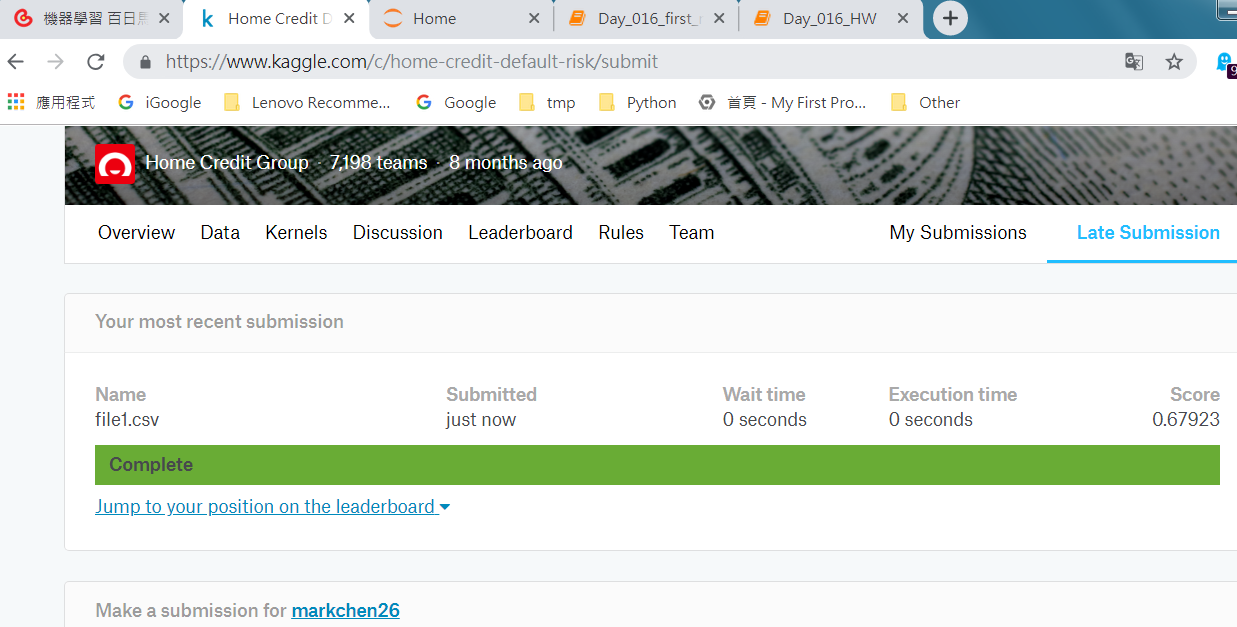 機器學習 百日馬
Home Credit D
Home
Day_016_first_
Day_016_HW
https://www.kaggle.com/c/home-credit-default-risk/submit
應用程式 iGoogle Lenovo Recomme... Google tmp Python 首頁 - My First Pro... Other
Home Credit Group · 7,198 teams · 8 months ago
Overview Data Kernels Discussion Leaderboard Rules Team My Submissions Late Submission
Your most recent submission
Name Submitted Wait time Execution time Score
file1.csv just now 0 seconds 0 seconds 0.67923
Complete
Jump to your position on the leaderboard
Make a submission for markchen26